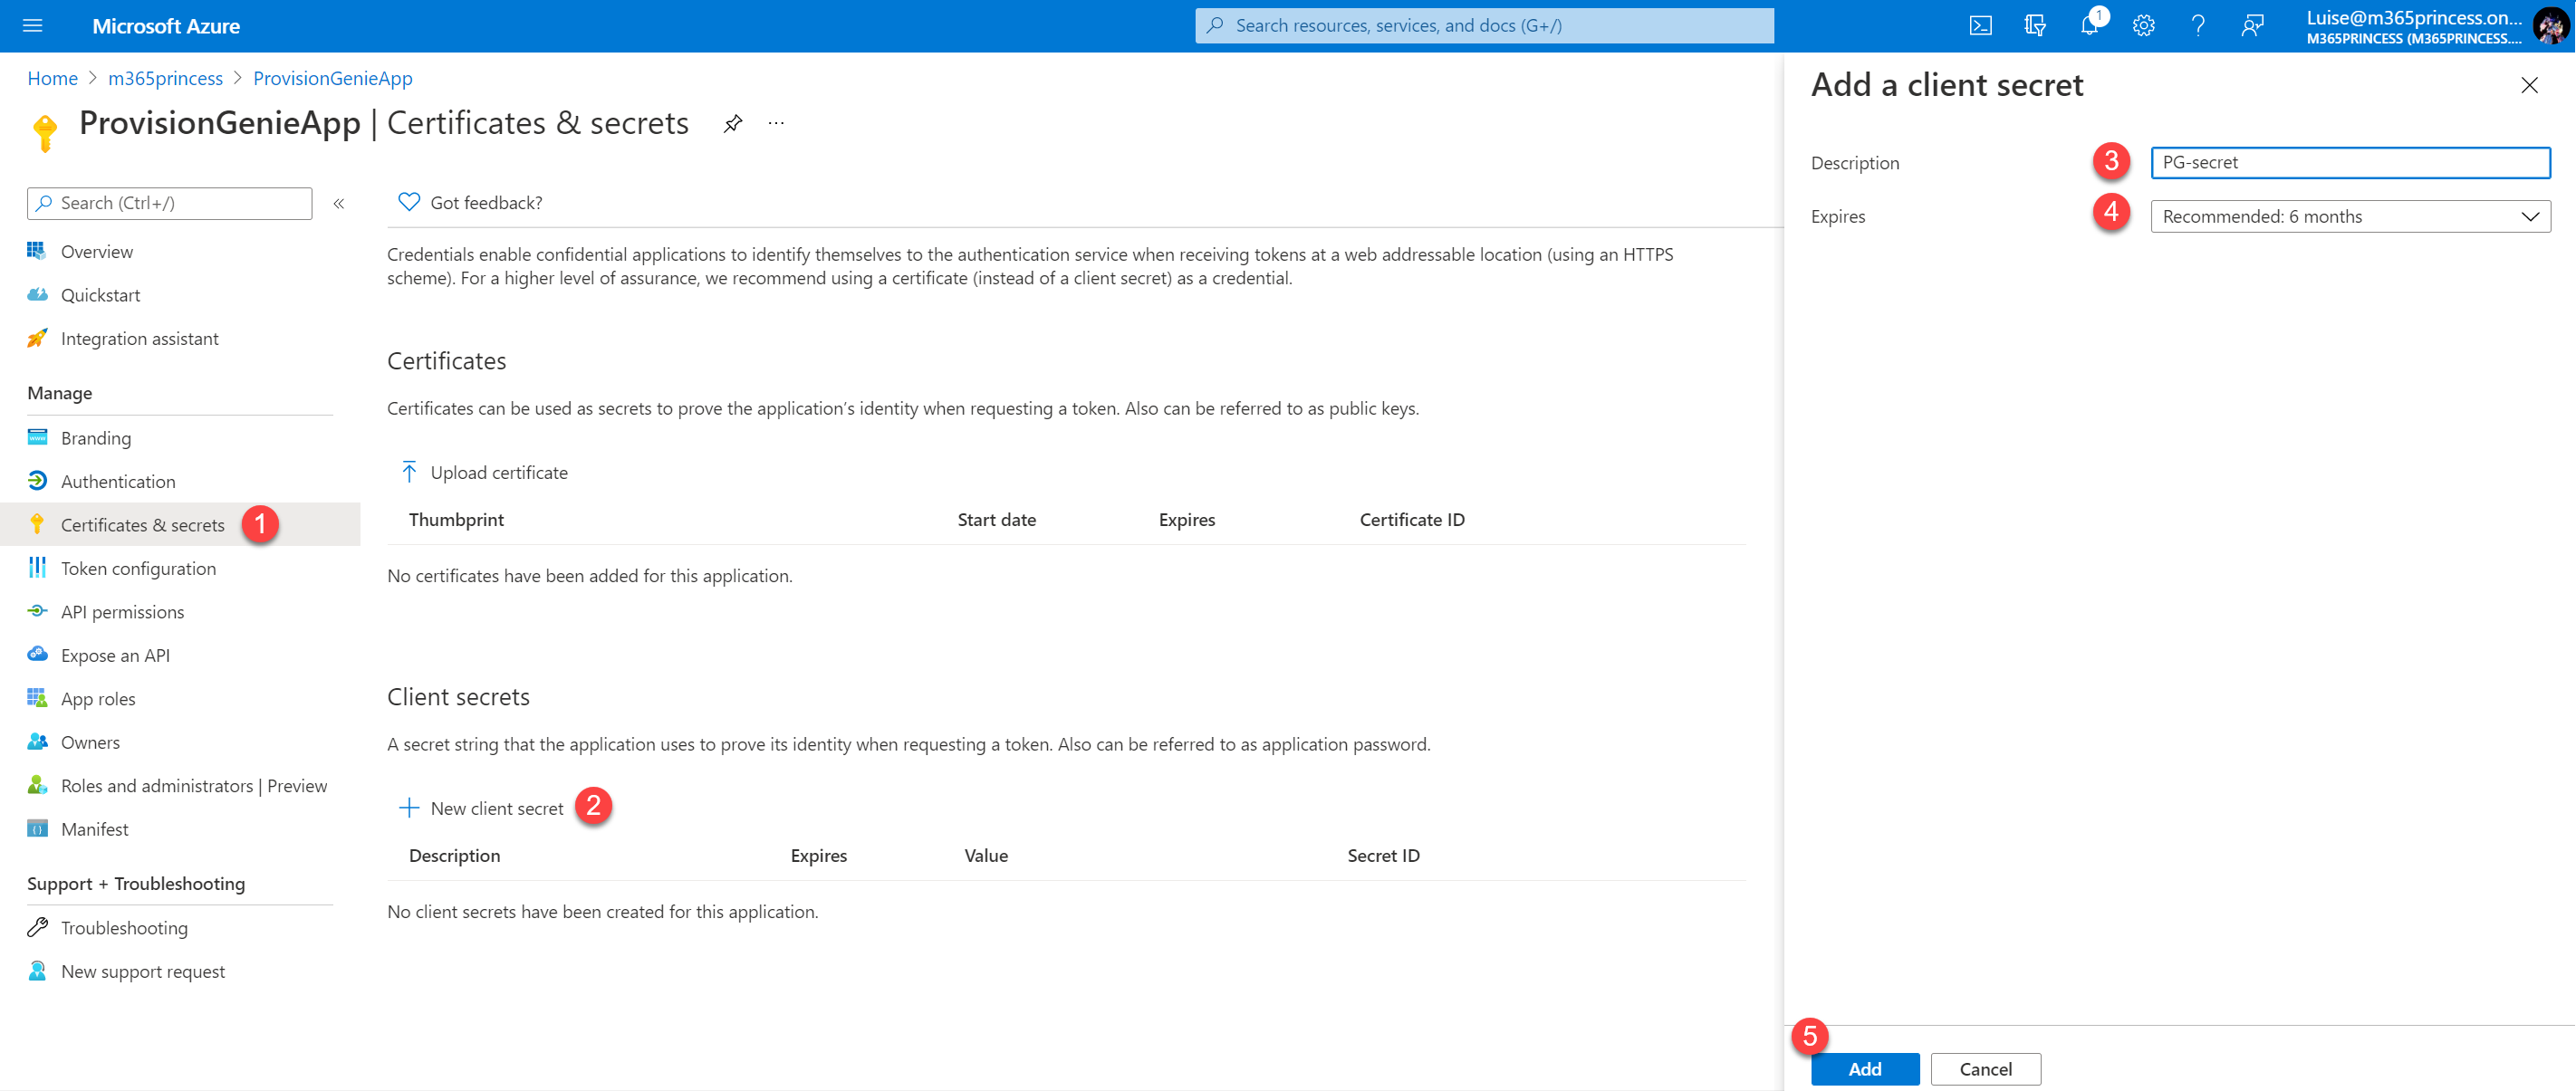 Microsoft Azure
Search resources, services, and docs (G+/)
1
Luise@m365princess.on...
M365PRINCESS (M365PRINCESS....
Home > m365princess > ProvisionGenieApp
ProvisionGenieApp | Certificates & secrets
...
Search (Ctrl+/)
«
Overview
Quickstart
Integration assistant
Manage
Branding
Authentication
Certificates & secrets
1
Token configuration
API permissions
Expose an API
App roles
Owners
Roles and administrators | Preview
Manifest
Support + Troubleshooting
Troubleshooting
New support request
Got feedback?
Credentials enable confidential applications to identify themselves to the authentication service when receiving tokens at a web addressable location (using an HTTPS
scheme). For a higher level of assurance, we recommend using a certificate (instead of a client secret) as a credential.
Certificates
Certificates can be used as secrets to prove the application’s identity when requesting a token. Also can be referred to as public keys.
Upload certificate
Thumbprint Start date Expires Certificate ID
No certificates have been added for this application.
Client secrets
A secret string that the application uses to prove its identity when requesting a token. Also can be referred to as application password.
New client secret
2
Description Expires Value Secret ID
No client secrets have been created for this application.
Add a client secret
Description 3 PG-secret
Expires 4 Recommended: 6 months
5
Add Cancel